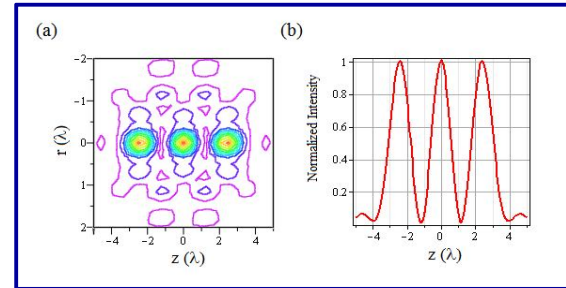 (a)
(b)
−2
−1
0
1
2
r (λ)
−4 −2 0 2 4
z (λ)
1
0.8
0.6
0.4
0.2
Normalized Intensity
−4 −2 0 2 4
z (λ)